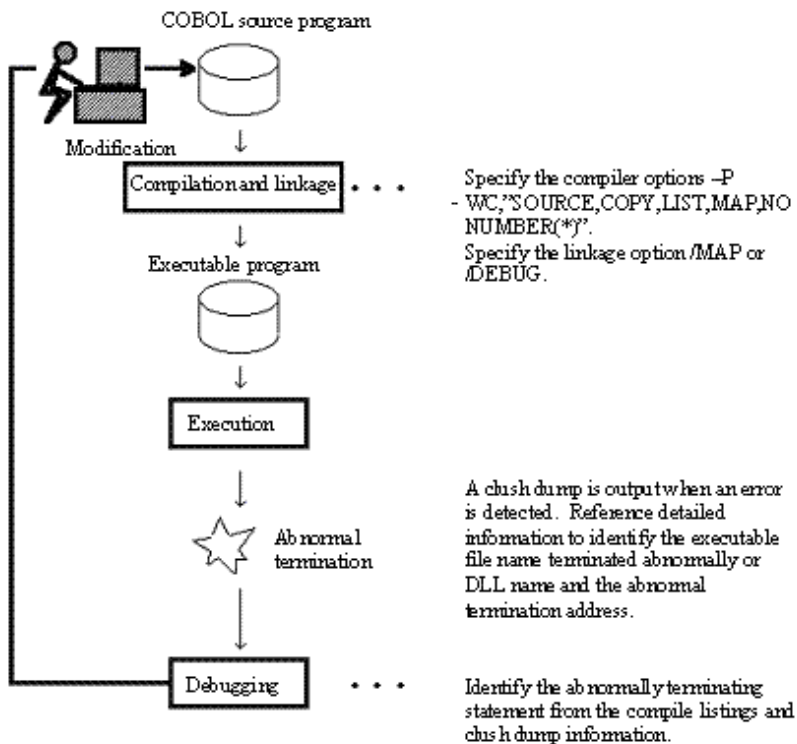 COBOL source program
Modification
Compilation and linkage . . .
Specify the compiler options –P
- WC,”SOURCE,COPY,LIST,MAP,NO
NUMBER(*)”.
Specify the linkage option /MAP or
/DEBUG.
Executable program
Execution
Abnormal
termination
A clush dump is output when an error
is detected. Reference detailed
information to identify the executable
file name terminated abnormally or
DLL name and the abnormal
termination address.
Debugging . . .
Identify the abnormally terminating
statement from the compile listings and
clush dump information.